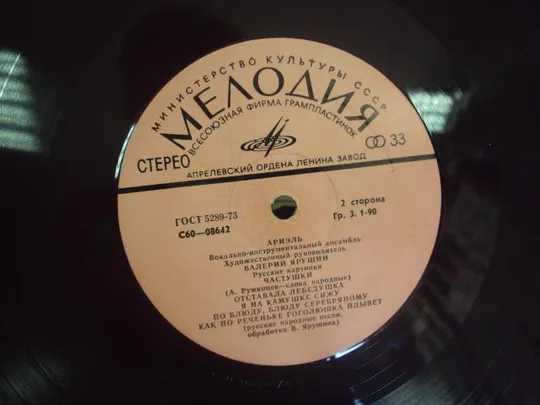 МИНИСТЕРСТВО КУЛЬТУРЫ СССР
МЕЛОДИЯ
ВСЕСОЮЗНАЯ ФИРМА ГРАМПЛАСТИНОК
СТЕРЕО
33
АПРЕЛЕВСКИЙ ОРДЕНА ЛЕНИНА ЗАВОД
ГОСТ 5289-73
2 сторона
С60—08642
Гр. 3. 1-90
АРИЭЛЬ
Вокально-инструментальный ансамбль
Художественный руководитель
ВАЛЕРИЙ ЯРУШИН
Русские картинки
ЧАСТУШКИ
(А. Румянцев—слова народные)
ОТСТАВАЛА ЛЕБЕДУШКА
Я НА КАМУШКЕ СИЖУ
ПО БЛЮДУ, БЛЮДУ СЕРЕБРЯНОМУ
КАК ПО РЕЧЕНЬКЕ ГОГОЛЮШКА ПЛЫВЕТ
(русские народные песни,
обработки В. Ярушина)